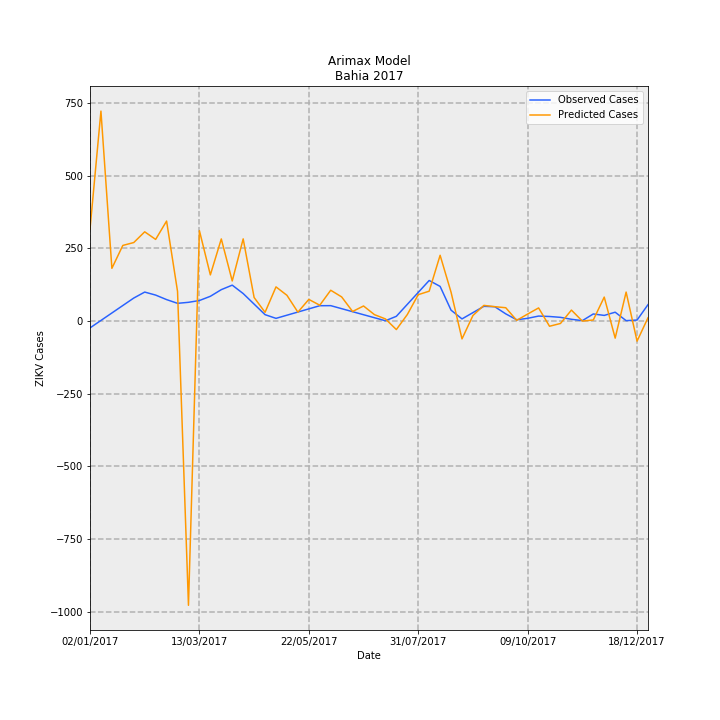 Arimax Model
Bahia 2017
Observed Cases
Predicted Cases
750
500
250
0
−250
−500
−750
−1000
ZIKV Cases
02/01/2017 13/03/2017 22/05/2017 31/07/2017 09/10/2017 18/12/2017
Date